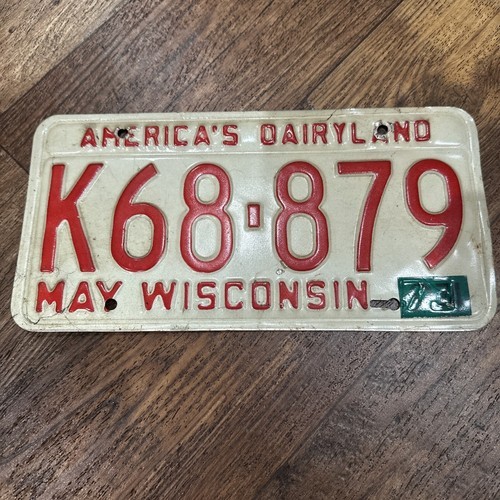 AMERICA'S DAIRYLAND
K68-879
MAY WISCONSIN 73